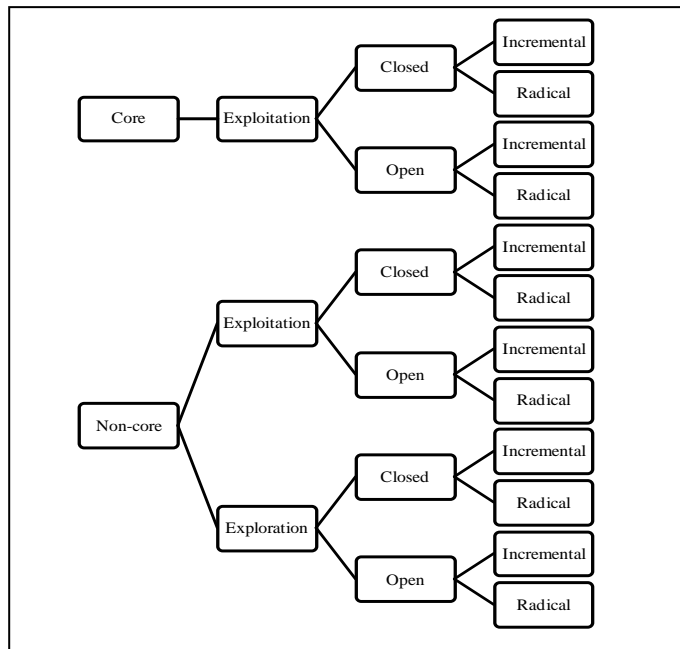 Incremental
Closed
Radical
Core
Exploitation
Incremental
Open
Radical
Incremental
Closed
Radical
Exploitation
Incremental
Open
Radical
Non-core
Incremental
Closed
Radical
Exploration
Incremental
Open
Radical